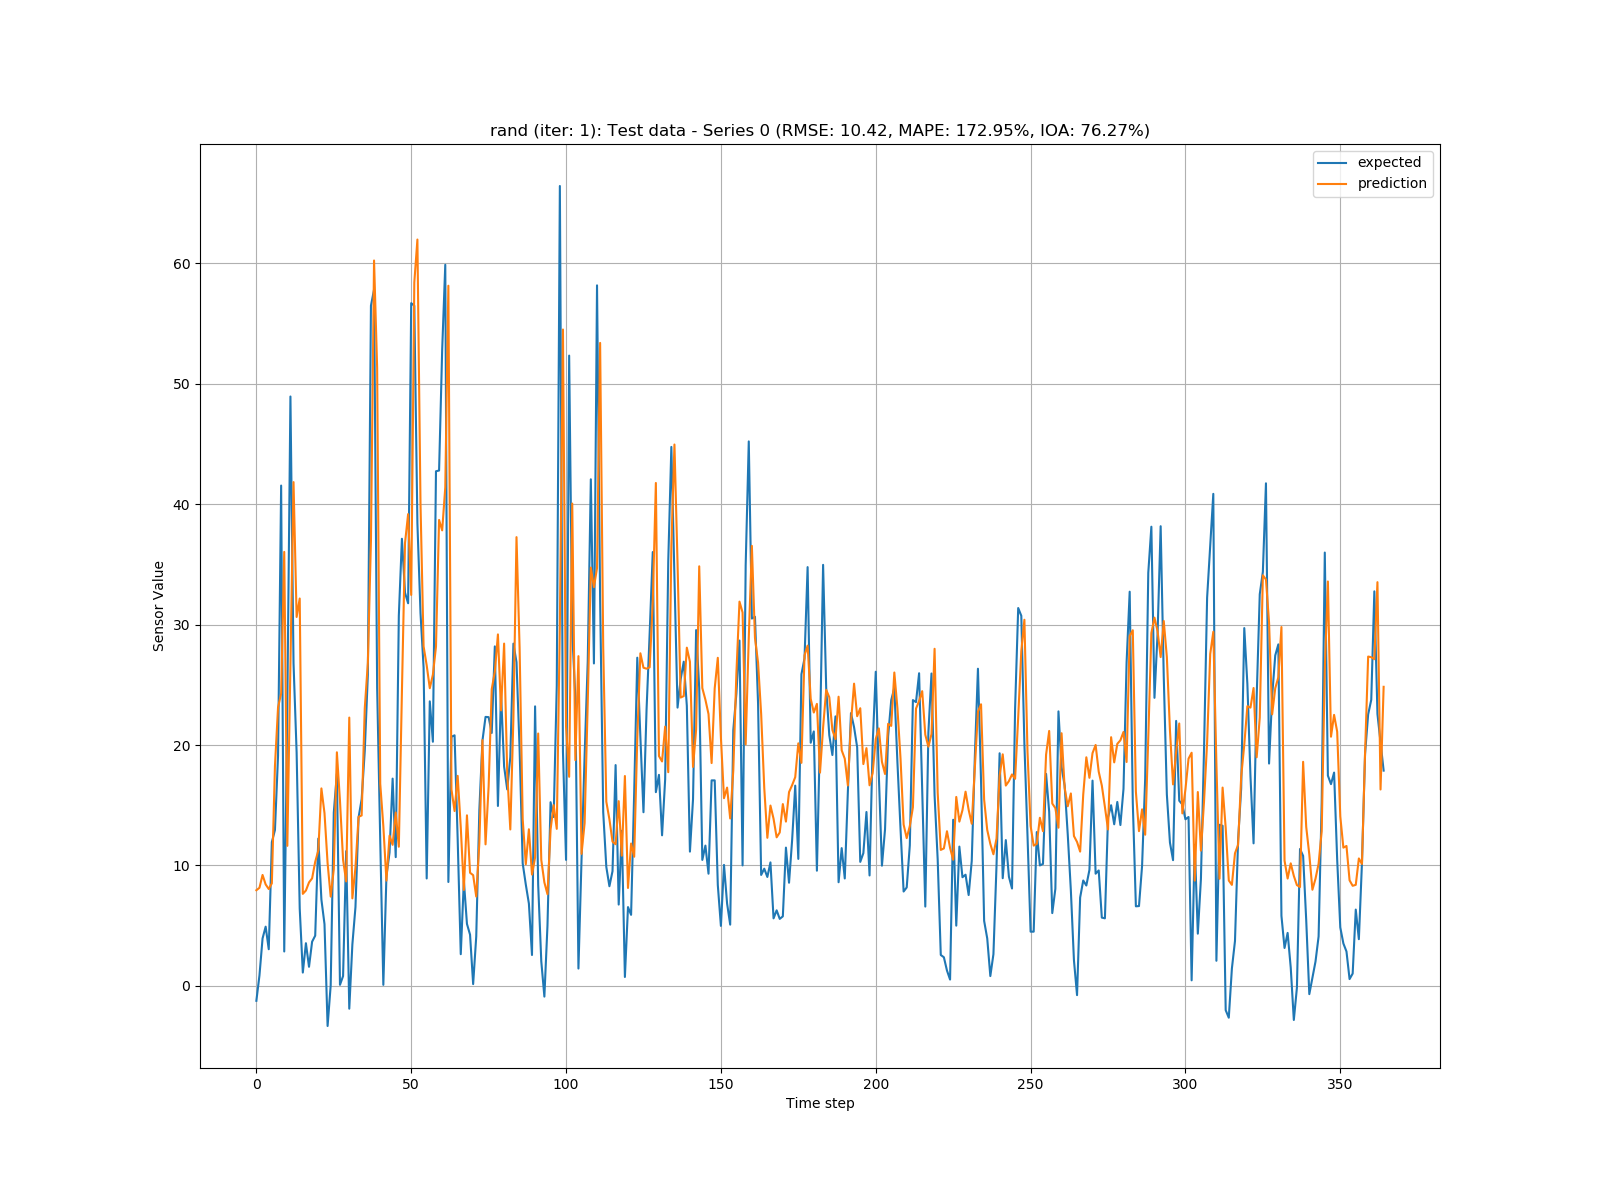 rand (iter: 1): Test data - Series 0 (RMSE: 10.42, MAPE: 172.95%, IOA: 76.27%)
expected
prediction
60
50
40
30
20
10
0
Sensor Value
0 50 100 150 200 250 300 350
Time step